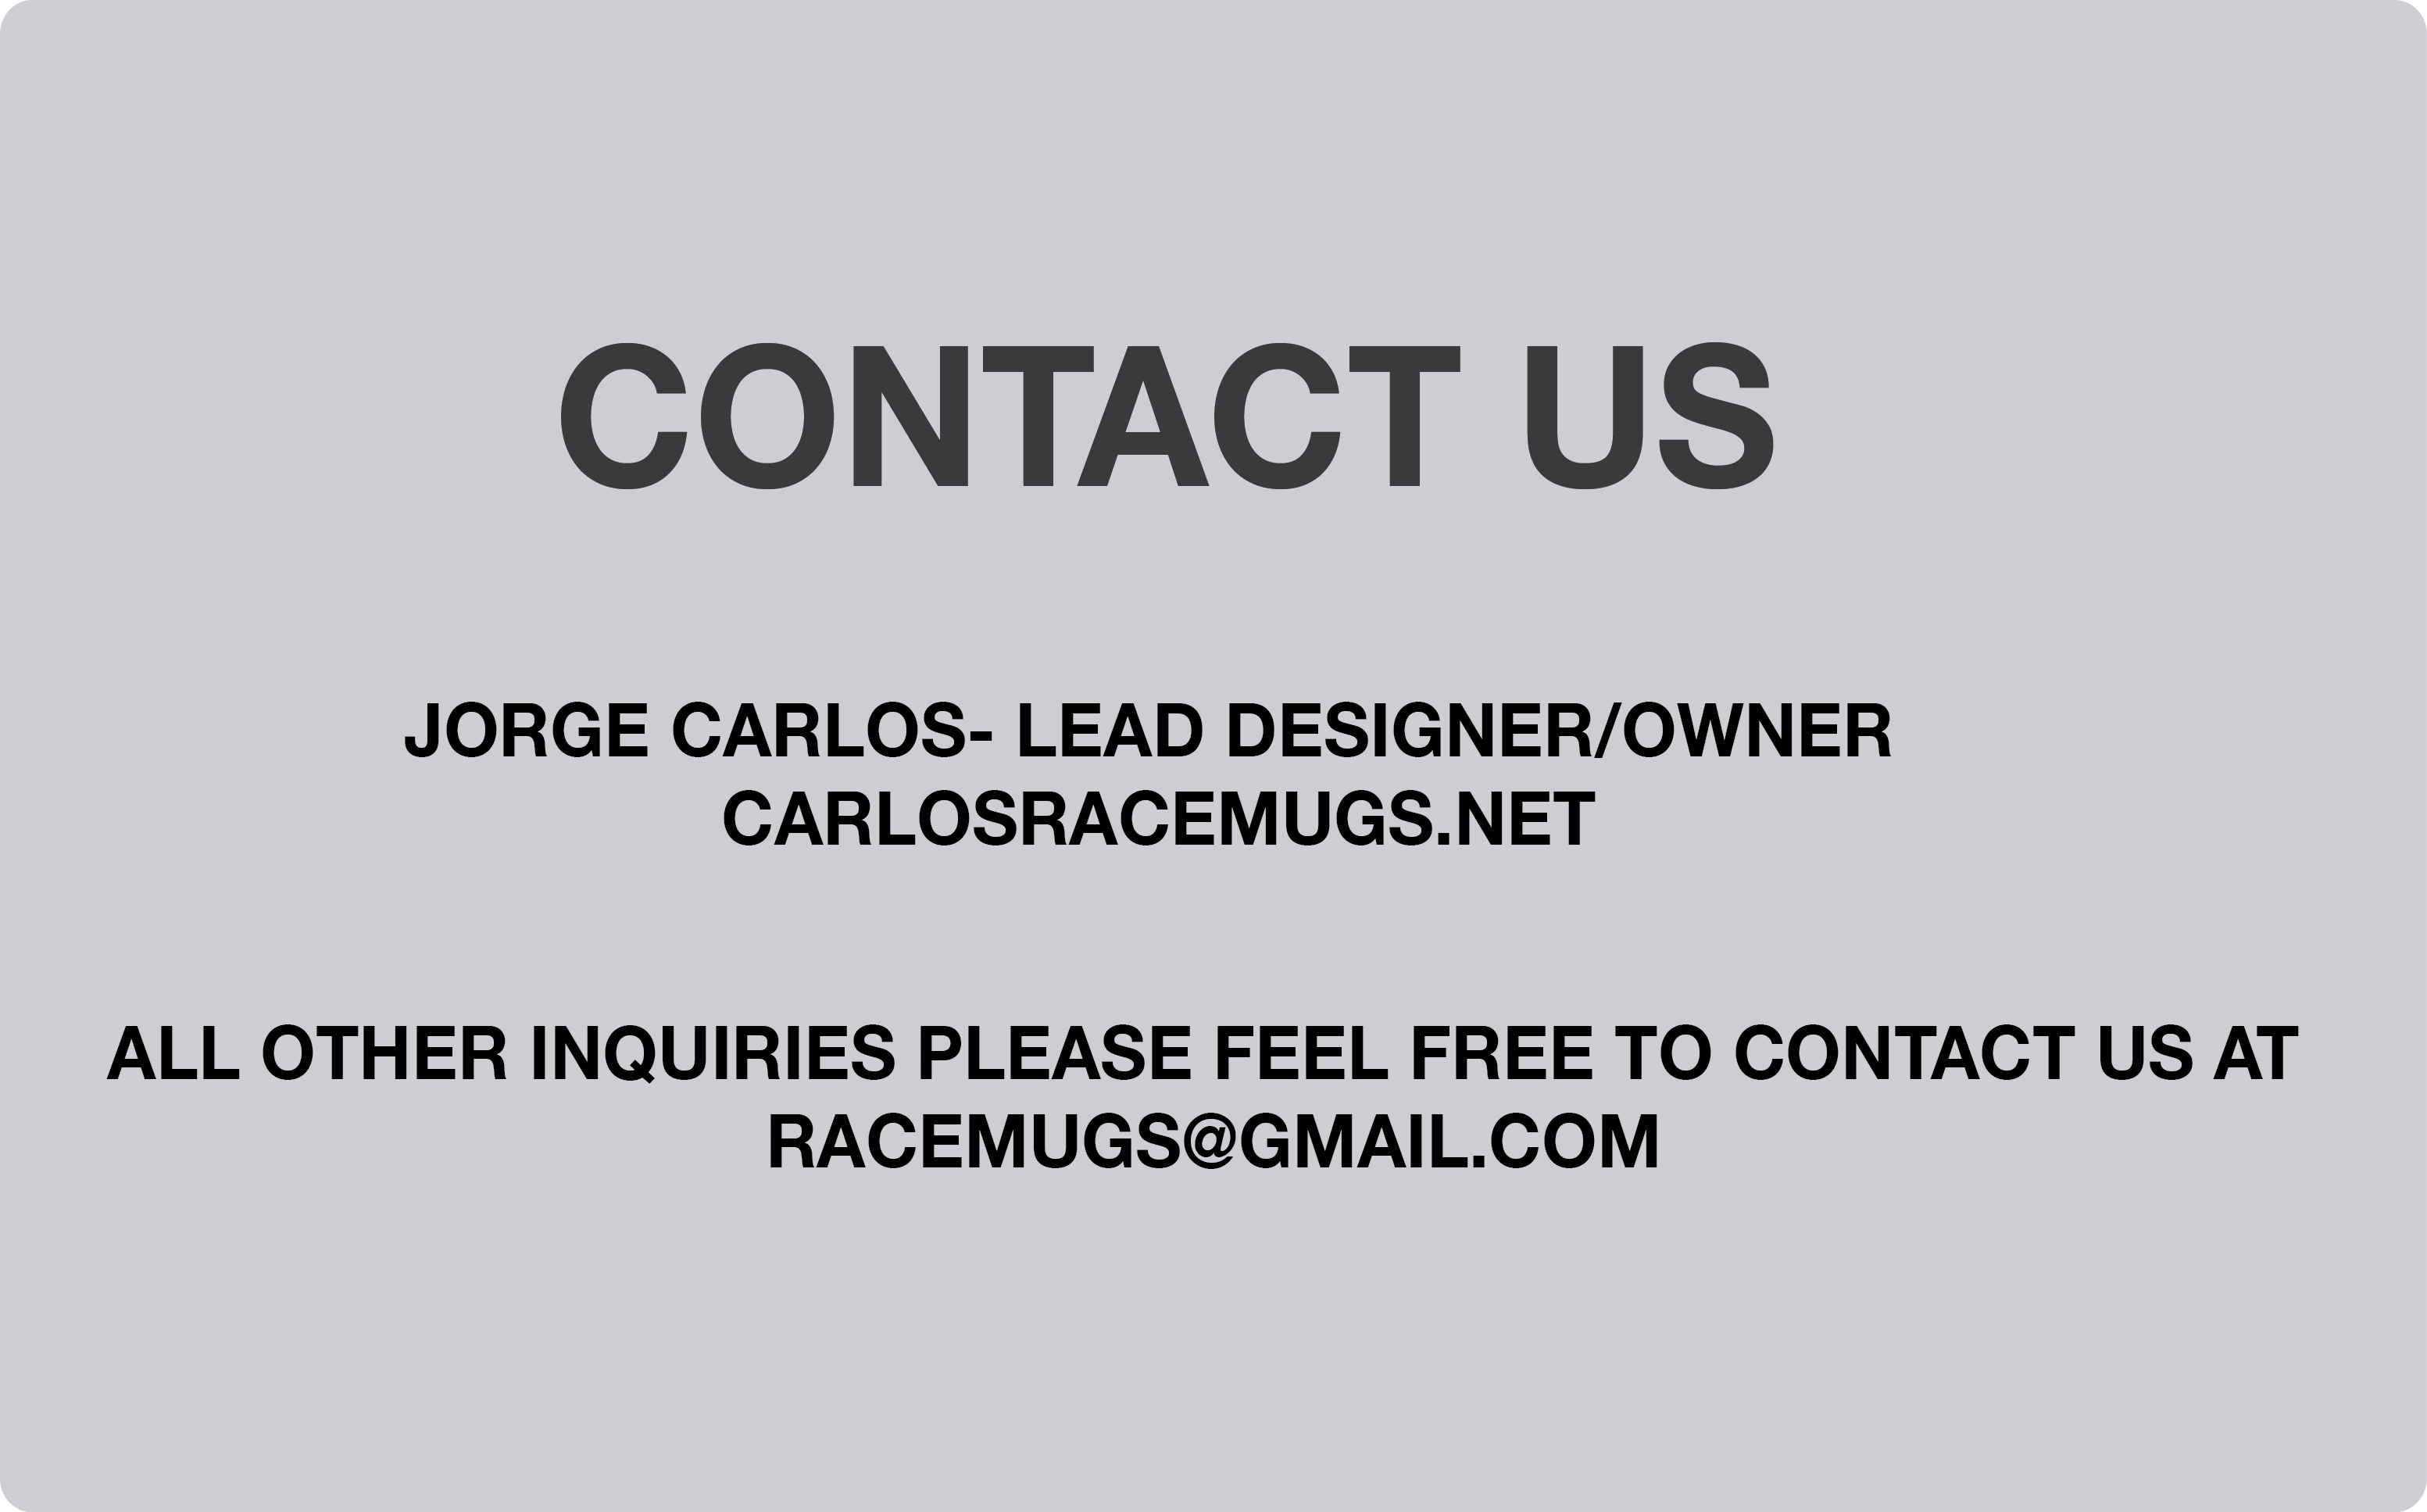 CONTACT US
JORGE CARLOS- LEAD DESIGNER/OWNER
CARLOSRACEMUGS.NET
ALL OTHER INQUIRIES PLEASE FEEL FREE TO CONTACT US AT
RACEMUGS@GMAIL.COM